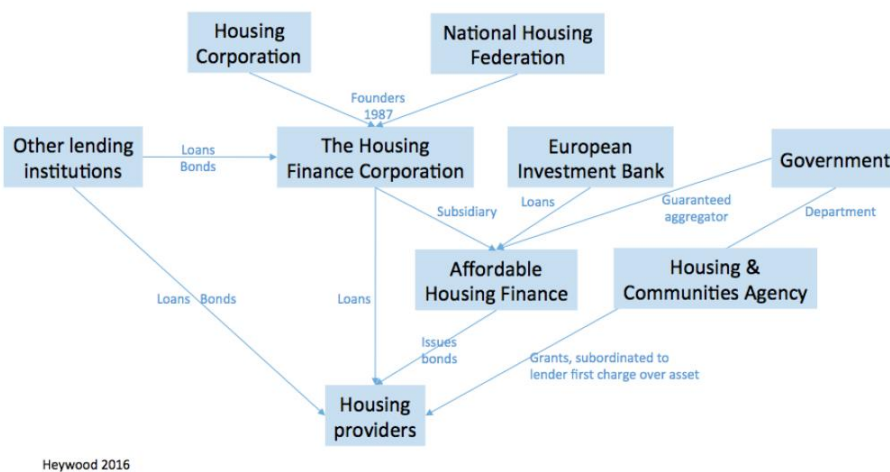 Housing
Corporation
National Housing
Federation
Founders
1987
Other lending
institutions
Loans
Bonds
The Housing
Finance Corporation
European
Investment Bank
Government
Subsidiary
Loans
Guaranteed
aggregator
Department
Affordable
Housing Finance
Housing &
Communities Agency
Loans Bonds
Loans
Issues
bonds
Grants, subordinated to
lender first charge over asset
Housing
providers
Heywood 2016